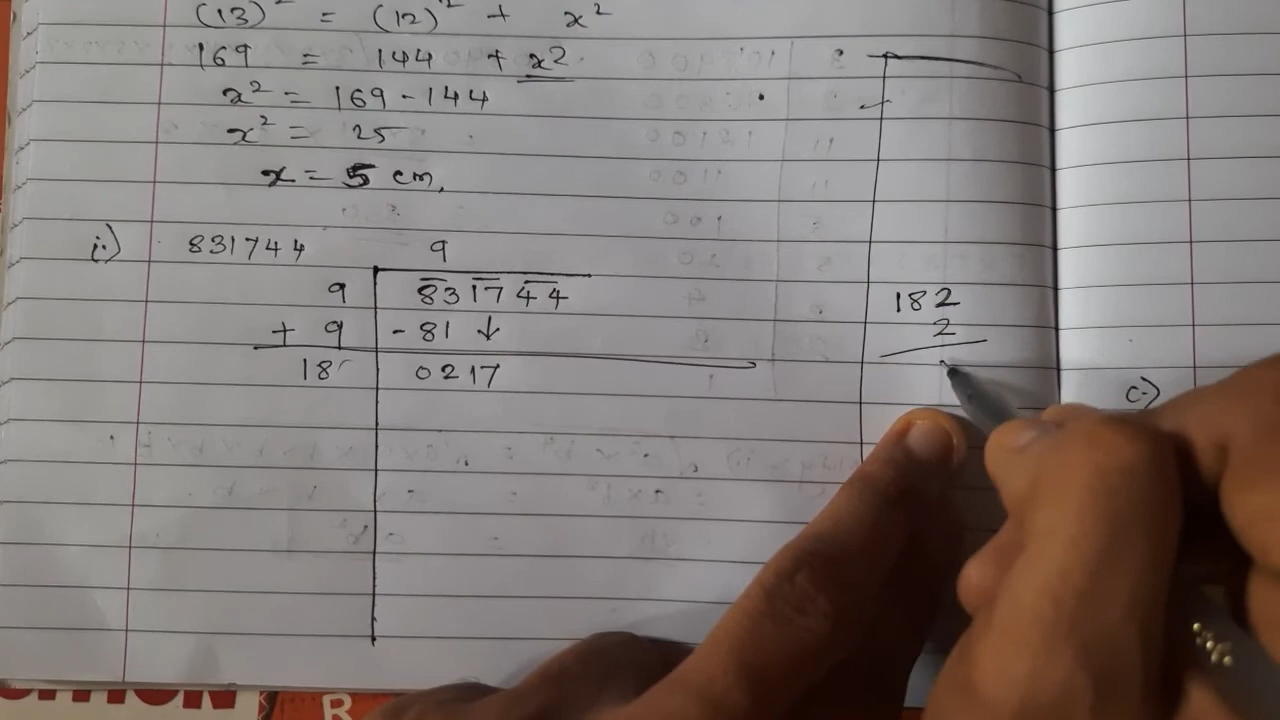 (13)² = (12)² + x²
169 = 144 + x²
x² = 169 - 144
x² = 25
x = 5 cm,
i.) 831744
9
9 83 17 44
+ 9 - 81 ↓
18 0217
182
2
c.)
R